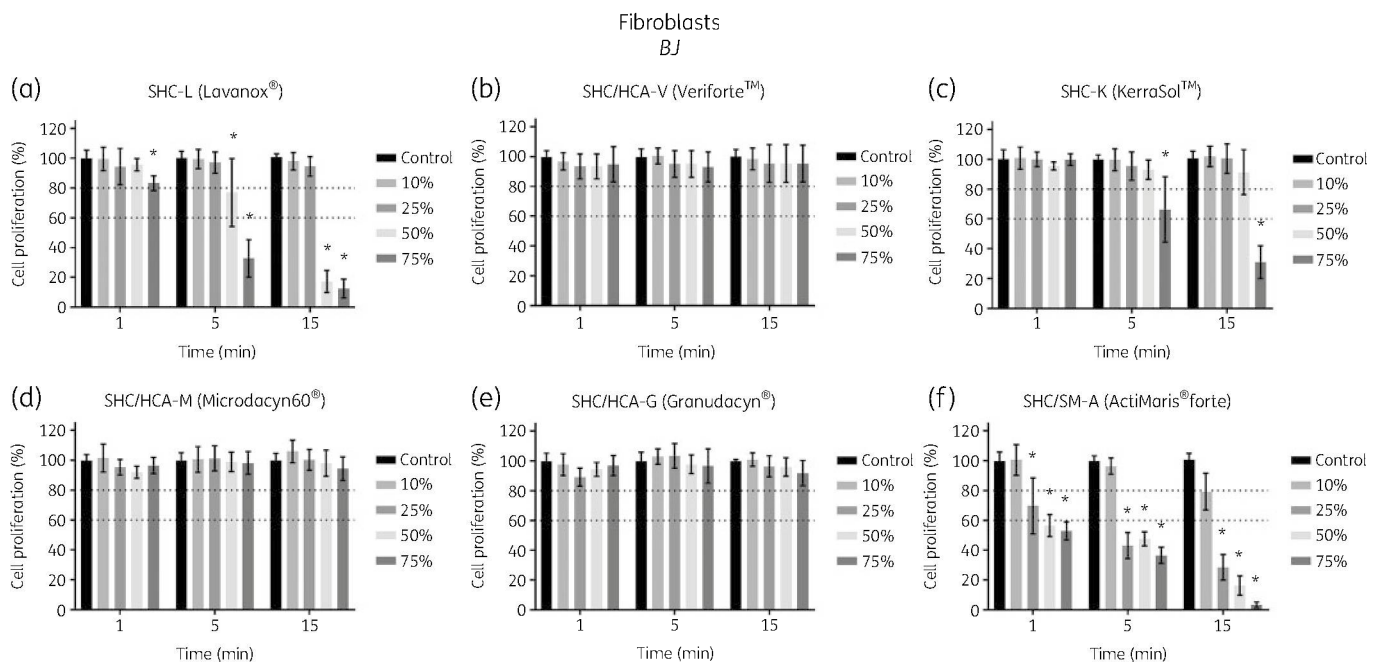 Fibroblasts
BJ
(a)
SHC-L (Lavanox®)
Cell proliferation (%)
120
100
80
60
40
20
0
*
*
*
*
*
1
5
15
Time (min)
Control
10%
25%
50%
75%
(b)
SHC/HCA-V (Veriforte™)
Cell proliferation (%)
120
100
80
60
40
20
0
1
5
15
Time (min)
Control
10%
25%
50%
75%
(c)
SHC-K (KerraSol™)
Cell proliferation (%)
120
100
80
60
40
20
0
*
*
1
5
15
Time (min)
Control
10%
25%
50%
75%
(d)
SHC/HCA-M (Microdacyn60®)
Cell proliferation (%)
120
100
80
60
40
20
0
1
5
15
Time (min)
Control
10%
25%
50%
75%
(e)
SHC/HCA-G (Granudacyn®)
Cell proliferation (%)
120
100
80
60
40
20
0
1
5
15
Time (min)
Control
10%
25%
50%
75%
(f)
SHC/SM-A (ActiMaris®forte)
Cell proliferation (%)
120
100
80
60
40
20
0
*
* *
* * *
*
*
*
1
5
15
Time (min)
Control
10%
25%
50%
75%